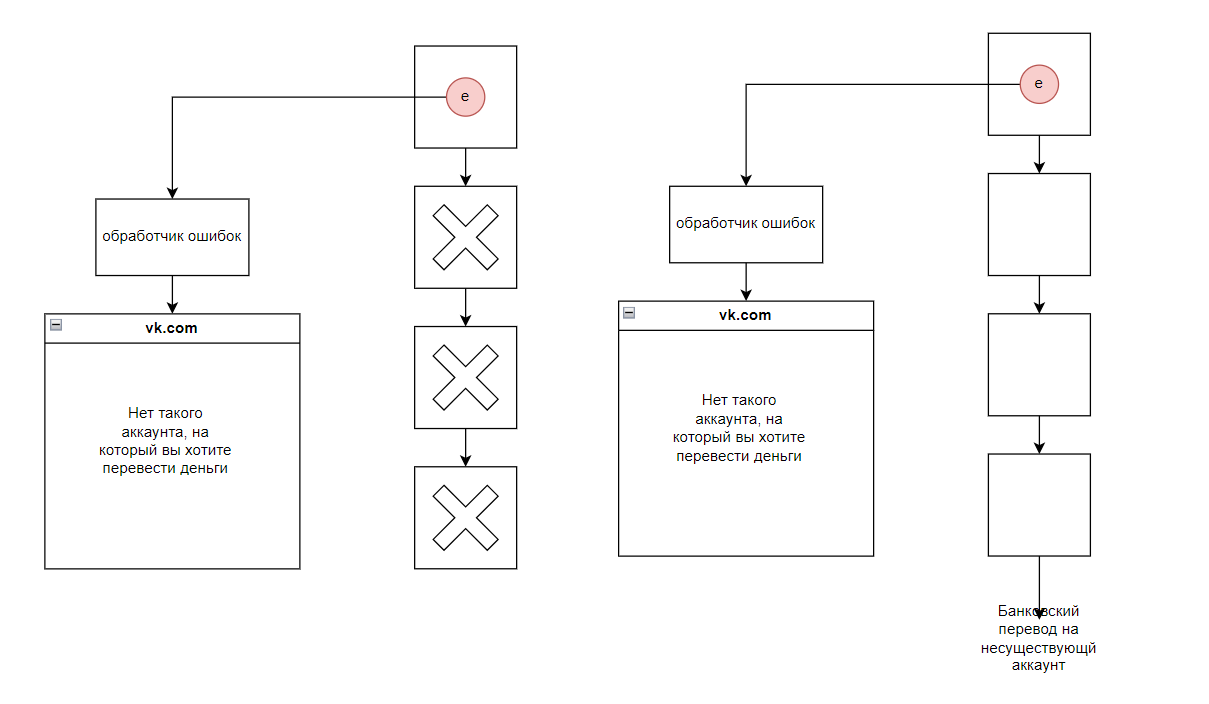 e
обработчик ошибок
vk.com
Нет такого
аккаунта, на
который вы хотите
перевести деньги
e
обработчик ошибок
vk.com
Нет такого
аккаунта, на
который вы хотите
перевести деньги
Банковский
перевод на
несуществующй
аккаунт